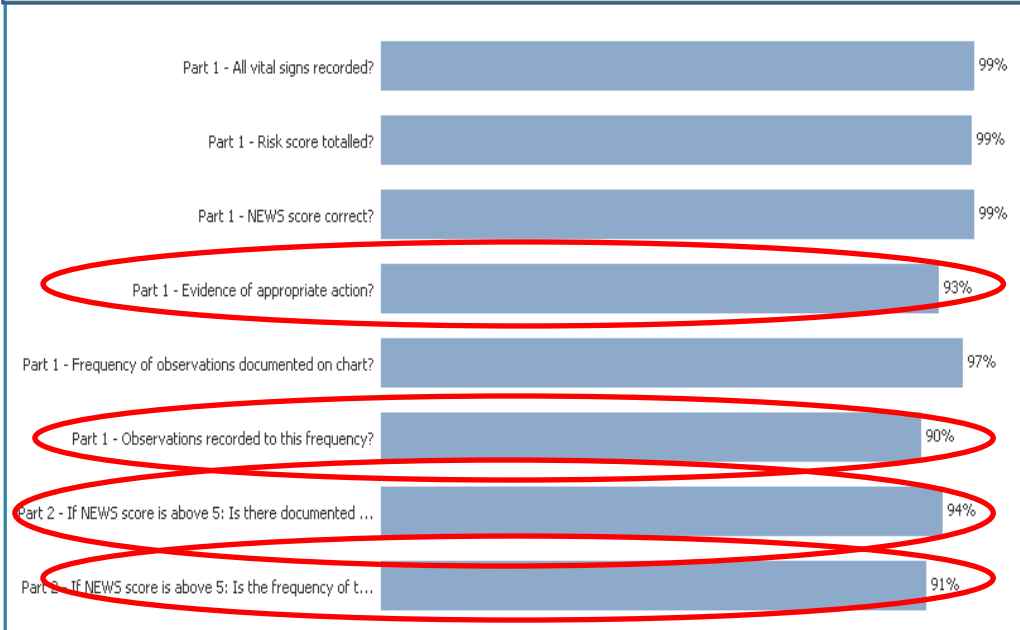 Part 1 - All vital signs recorded? 99%
Part 1 - Risk score totalled? 99%
Part 1 - NEWS score correct? 99%
Part 1 - Evidence of appropriate action? 93%
Part 1 - Frequency of observations documented on chart? 97%
Part 1 - Observations recorded to this frequency? 90%
Part 2 - If NEWS score is above 5: Is there documented ... 94%
Part 2 - If NEWS score is above 5: Is the frequency of t... 91%